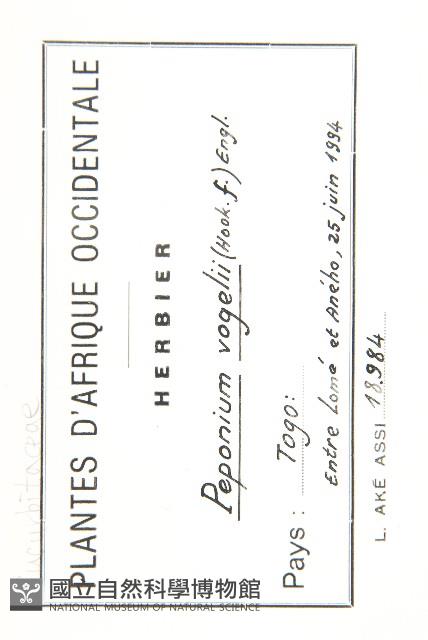 Cucurbitaceae
PLANTES D'AFRIQUE OCCIDENTALE
HERBIER
Peponium vogelii (Hook. f.) Engl.
Pays : Togo:
Entre Lomé et Aného, 25 juin 1994
L. AKÉ ASSI 18.984
國立自然科學博物館
NATIONAL MUSEUM OF NATURAL SCIENCE